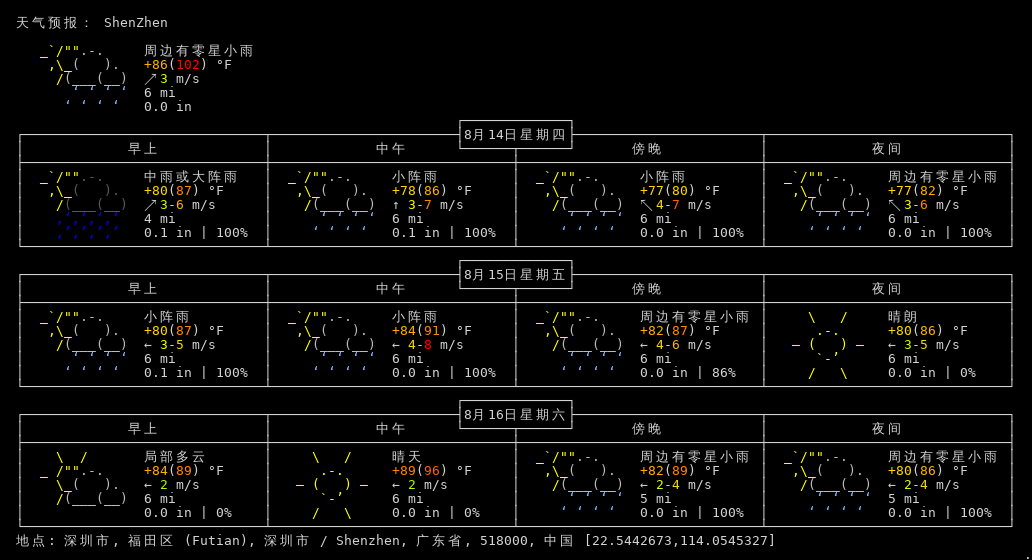 天气预报： ShenZhen
周边有零星小雨
+86(102) °F
↗3 m/s
6 mi
0.0 in
8月14日星期四
早上 中午 傍晚 夜间
中雨或大阵雨 小阵雨 小阵雨 周边有零星小雨
+80(87) °F +78(86) °F +77(80) °F +77(82) °F
↗3-6 m/s ↑ 3-7 m/s ↖ 4-7 m/s ↖ 3-6 m/s
4 mi 6 mi 6 mi 6 mi
0.1 in | 100% 0.1 in | 100% 0.0 in | 100% 0.0 in | 100%
8月15日星期五
早上 中午 傍晚 夜间
小阵雨 小阵雨 周边有零星小雨 晴朗
+80(87) °F +84(91) °F +82(87) °F +80(86) °F
← 3-5 m/s ← 4-8 m/s ← 4-6 m/s ← 3-5 m/s
6 mi 6 mi 6 mi 6 mi
0.1 in | 100% 0.0 in | 100% 0.0 in | 86% 0.0 in | 0%
8月16日星期六
早上 中午 傍晚 夜间
局部多云 晴天 周边有零星小雨 周边有零星小雨
+84(89) °F +89(96) °F +82(89) °F +80(86) °F
← 2 m/s ← 2 m/s ← 2-4 m/s ← 2-4 m/s
6 mi 6 mi 5 mi 5 mi
0.0 in | 0% 0.0 in | 0% 0.0 in | 100% 0.0 in | 100%
地点: 深圳市, 福田区 (Futian), 深圳市 / Shenzhen, 广东省, 518000, 中国 [22.5442673,114.0545327]